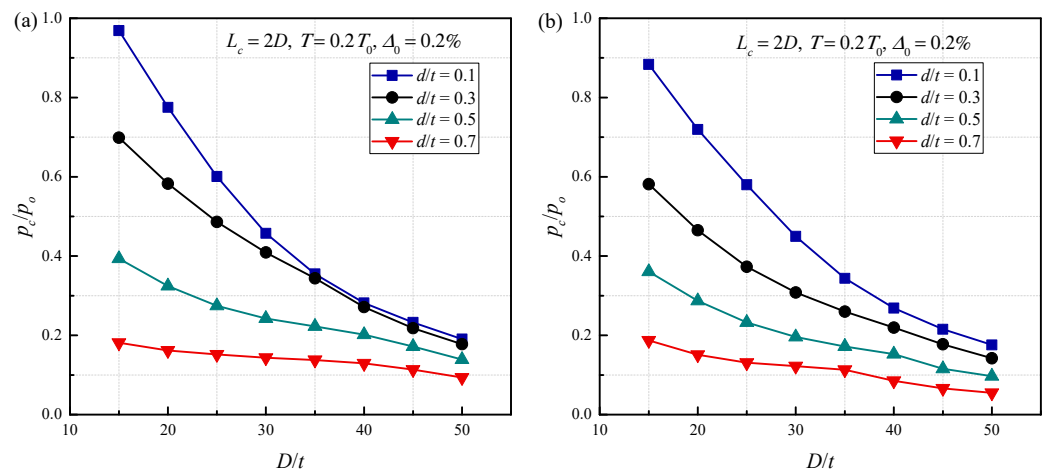 (a)
L_c = 2D, T = 0.2T_0, Δ_0 = 0.2%
d/t = 0.1
d/t = 0.3
d/t = 0.5
d/t = 0.7
1.0
0.8
0.6
0.4
0.2
0.0
p_c/p_o
10 20 30 40 50
D/t
(b)
L_c = 2D, T = 0.2T_0, Δ_0 = 0.2%
d/t = 0.1
d/t = 0.3
d/t = 0.5
d/t = 0.7
1.0
0.8
0.6
0.4
0.2
0.0
p_c/p_o
10 20 30 40 50
D/t